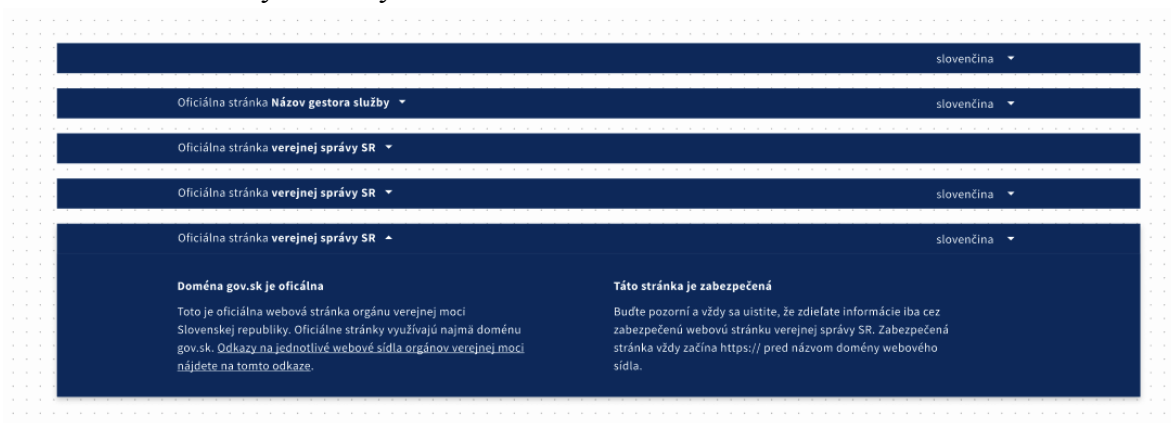 slovenčina
Oficiálna stránka Názov gestora služby slovenčina
Oficiálna stránka verejnej správy SR
Oficiálna stránka verejnej správy SR slovenčina
Oficiálna stránka verejnej správy SR slovenčina
Doména gov.sk je oficálna
Toto je oficiálna webová stránka orgánu verejnej moci
Slovenskej republiky. Oficiálne stránky využívajú najmä doménu
gov.sk. Odkazy na jednotlivé webové sídla orgánov verejnej moci
nájdete na tomto odkaze.
Táto stránka je zabezpečená
Buďte pozorní a vždy sa uistite, že zdieľate informácie iba cez
zabezpečenú webovú stránku verejnej správy SR. Zabezpečená
stránka vždy začína https:// pred názvom domény webového
sídla.